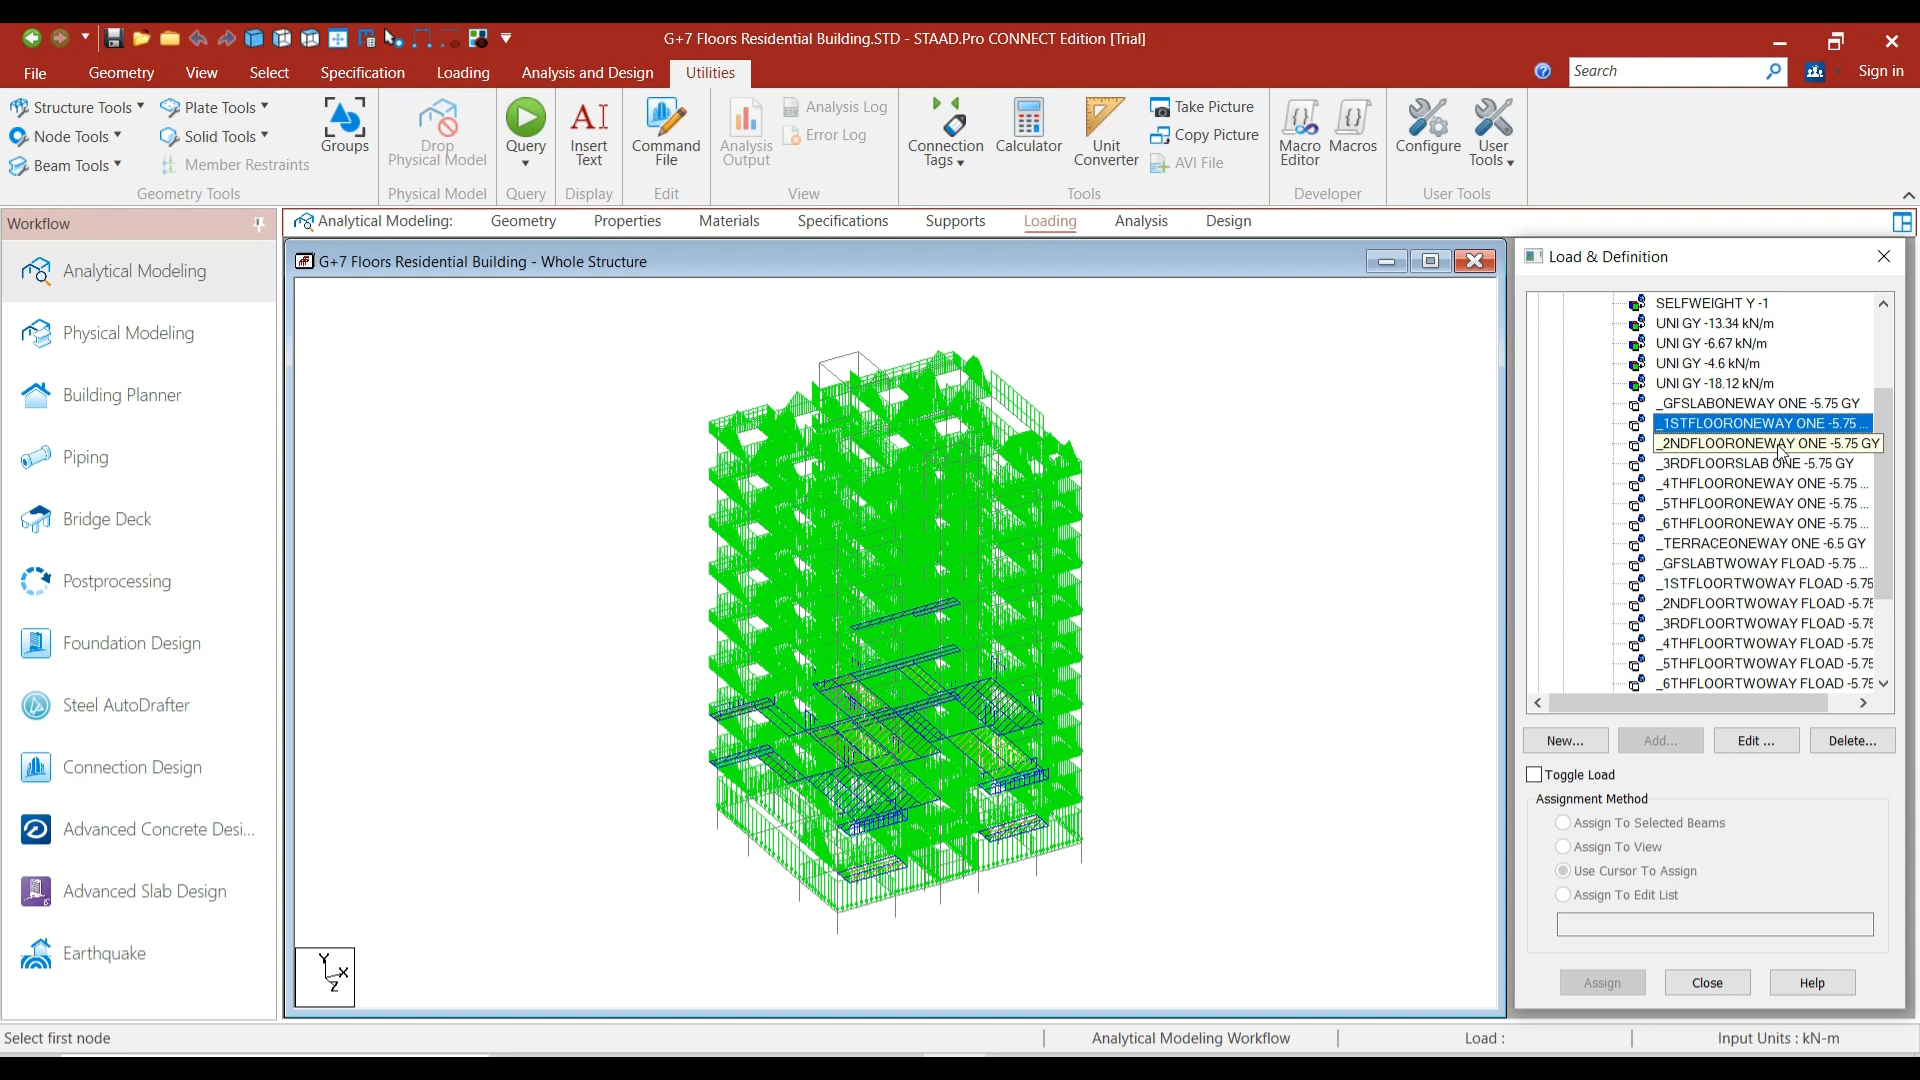 G+7 Floors Residential Building.STD - STAAD.Pro CONNECT Edition [Trial]
File Geometry View Select Specification Loading Analysis and Design Utilities Search Sign in
Structure Tools
Node Tools
Beam Tools
Plate Tools
Solid Tools
Member Restraints
Geometry Tools
Groups
Drop
Physical Model
Physical Model
Query
Query
Insert
Text
Display
Command
File
Edit
Analysis
Output
Analysis Log
Error Log
View
Connection
Tags
Calculator
Unit
Converter
Take Picture
Copy Picture
AVI File
Tools
Macro
Editor
Macros
Developer
Configure
User
Tools
User Tools
Workflow
Analytical Modeling
Physical Modeling
Building Planner
Piping
Bridge Deck
Postprocessing
Foundation Design
Steel AutoDrafter
Connection Design
Advanced Concrete Desi...
Advanced Slab Design
Earthquake
Analytical Modeling: Geometry Properties Materials Specifications Supports Loading Analysis Design
G+7 Floors Residential Building - Whole Structure
Y
X
Z
Load & Definition
SELFWEIGHT Y -1
UNI GY -13.34 kN/m
UNI GY -6.67 kN/m
UNI GY -4.6 kN/m
UNI GY -18.12 kN/m
_GFSLABONEWAY ONE -5.75 GY
_1STFLOORONEWAY ONE -5.75 ...
_2NDFLOORONEWAY ONE -5.75 GY
_3RDFLOORSLAB ONE -5.75 GY
_4THFLOORONEWAY ONE -5.75 ...
_5THFLOORONEWAY ONE -5.75 ...
_6THFLOORONEWAY ONE -5.75 ...
_TERRACEONEWAY ONE -6.5 GY
_GFSLABTWOWAY FLOAD -5.75 ...
_1STFLOORTWOWAY FLOAD -5.75
_2NDFLOORTWOWAY FLOAD -5.75
_3RDFLOORTWOWAY FLOAD -5.75
_4THFLOORTWOWAY FLOAD -5.75
_5THFLOORTWOWAY FLOAD -5.75
_6THFLOORTWOWAY FLOAD -5.75
New... Add... Edit ... Delete...
Toggle Load
Assignment Method
Assign To Selected Beams
Assign To View
Use Cursor To Assign
Assign To Edit List
Assign Close Help
Select first node Analytical Modeling Workflow Load : Input Units : kN-m